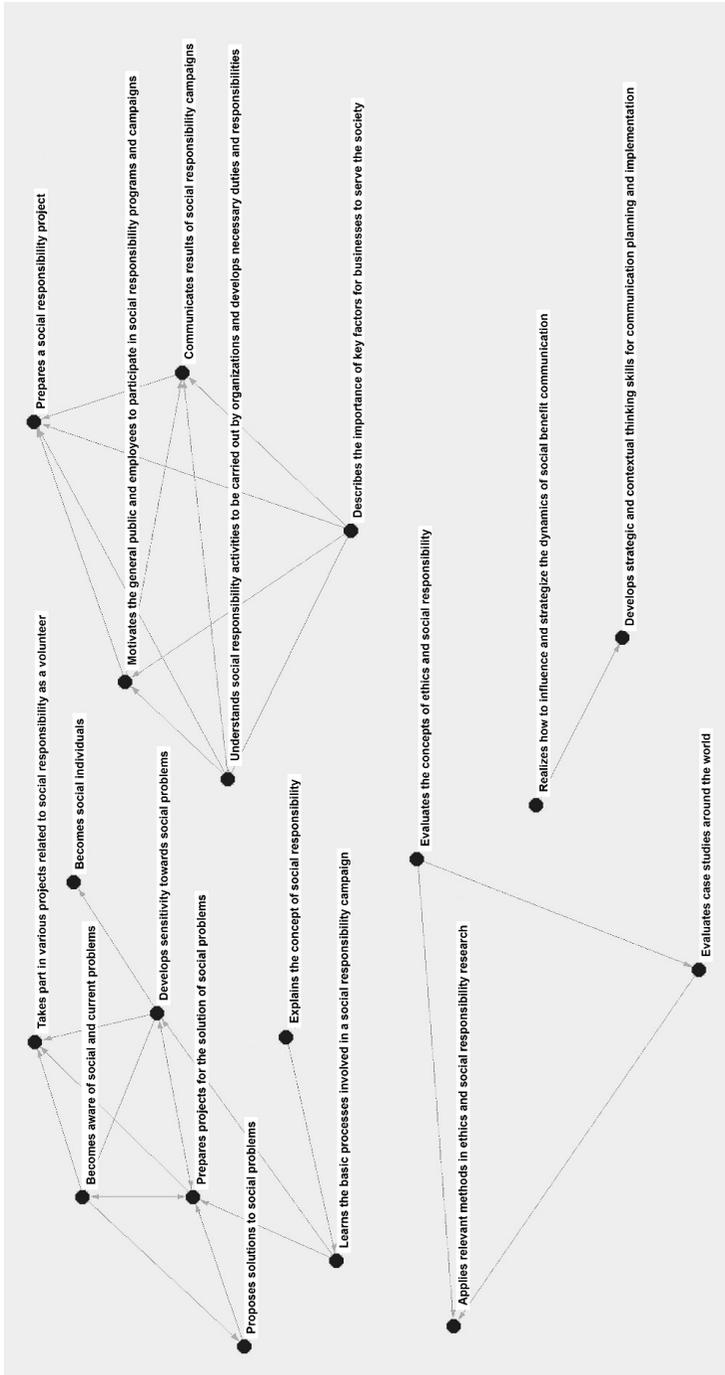 Takes part in various projects related to social responsibility as a volunteer
Prepares a social responsibility project
Becomes social individuals
Becomes aware of social and current problems
Motivates the general public and employees to participate in social responsibility programs and campaigns
Develops sensitivity towards social problems
Communicates results of social responsibility campaigns
Prepares projects for the solution of social problems
Understands social responsibility activities to be carried out by organizations and develops necessary duties and responsibilities
Proposes solutions to social problems
Explains the concept of social responsibility
Learns the basic processes involved in a social responsibility campaign
Describes the importance of key factors for businesses to serve the society
Evaluates the concepts of ethics and social responsibility
Applies relevant methods in ethics and social responsibility research
Realizes how to influence and strategize the dynamics of social benefit communication
Develops strategic and contextual thinking skills for communication planning and implementation
Evaluates case studies around the world